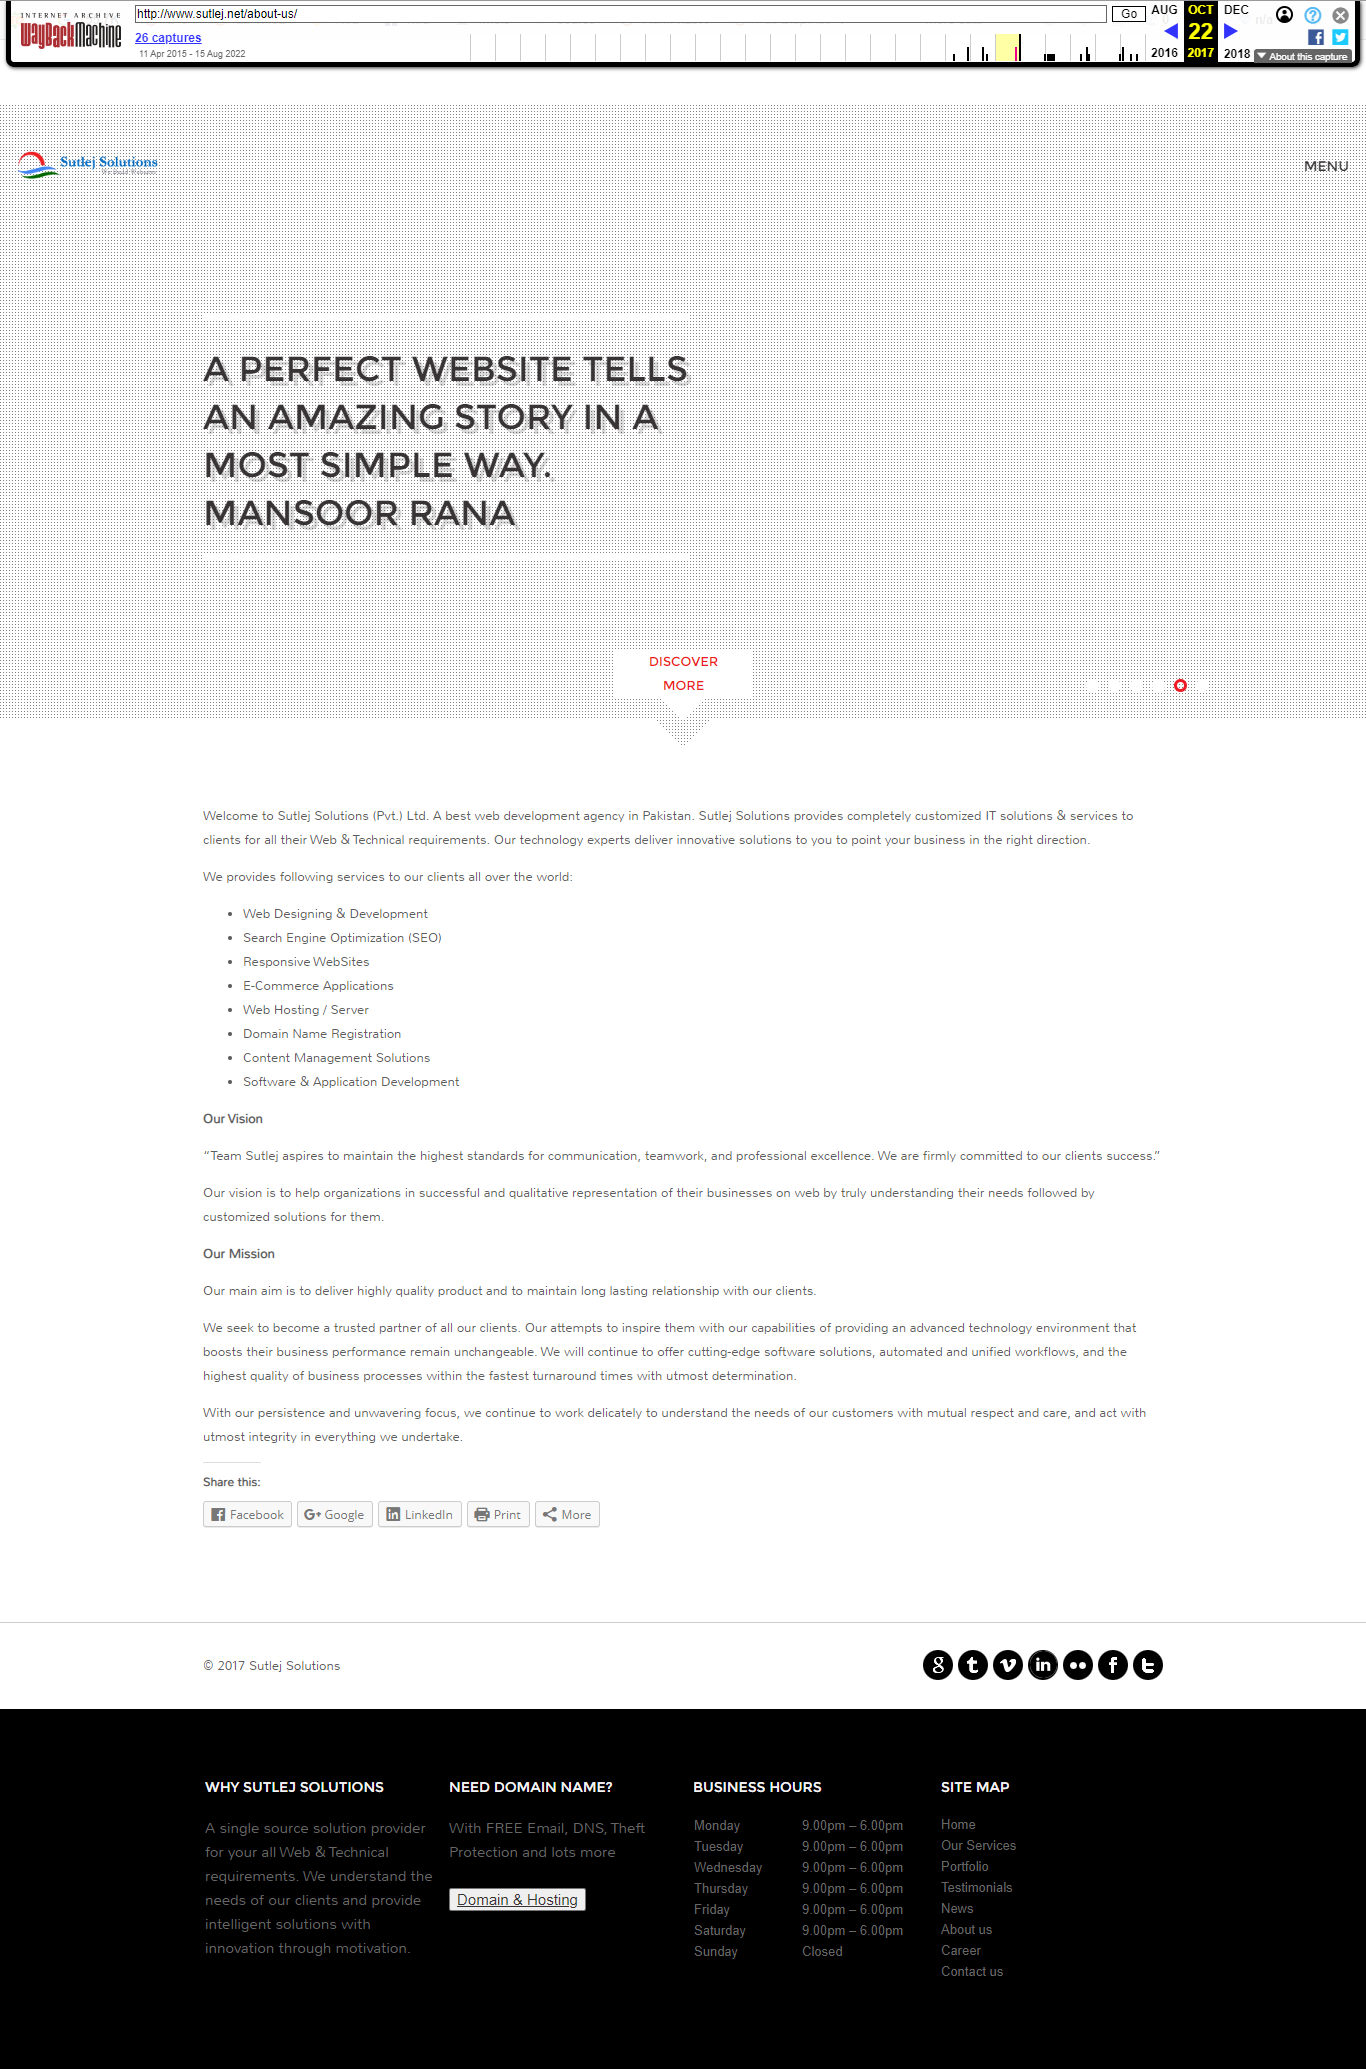 INTERNET ARCHIVE
WayBackMachine
http://www.sutlej.net/about-us/
Go
26 captures
11 Apr 2015 - 15 Aug 2022
AUG
OCT
DEC
22
2016
2017
2018
About this capture
Sutlej Solutions
We Build Websites
MENU
A PERFECT WEBSITE TELLS
AN AMAZING STORY IN A
MOST SIMPLE WAY.
MANSOOR RANA
DISCOVER
MORE
Welcome to Sutlej Solutions (Pvt.) Ltd. A best web development agency in Pakistan. Sutlej Solutions provides completely customized IT solutions & services to
clients for all their Web & Technical requirements. Our technology experts deliver innovative solutions to you to point your business in the right direction.
We provides following services to our clients all over the world:
• Web Designing & Development
• Search Engine Optimization (SEO)
• Responsive WebSites
• E-Commerce Applications
• Web Hosting / Server
• Domain Name Registration
• Content Management Solutions
• Software & Application Development
Our Vision
“Team Sutlej aspires to maintain the highest standards for communication, teamwork, and professional excellence. We are firmly committed to our clients success.”
Our vision is to help organizations in successful and qualitative representation of their businesses on web by truly understanding their needs followed by
customized solutions for them.
Our Mission
Our main aim is to deliver highly quality product and to maintain long lasting relationship with our clients.
We seek to become a trusted partner of all our clients. Our attempts to inspire them with our capabilities of providing an advanced technology environment that
boosts their business performance remain unchangeable. We will continue to offer cutting-edge software solutions, automated and unified workflows, and the
highest quality of business processes within the fastest turnaround times with utmost determination.
With our persistence and unwavering focus, we continue to work delicately to understand the needs of our customers with mutual respect and care, and act with
utmost integrity in everything we undertake.
Share this:
Facebook Google LinkedIn Print More
© 2017 Sutlej Solutions
WHY SUTLEJ SOLUTIONS
A single source solution provider
for your all Web & Technical
requirements. We understand the
needs of our clients and provide
intelligent solutions with
innovation through motivation.
NEED DOMAIN NAME?
With FREE Email, DNS, Theft
Protection and lots more
Domain & Hosting
BUSINESS HOURS
Monday 9.00pm – 6.00pm
Tuesday 9.00pm – 6.00pm
Wednesday 9.00pm – 6.00pm
Thursday 9.00pm – 6.00pm
Friday 9.00pm – 6.00pm
Saturday 9.00pm – 6.00pm
Sunday Closed
SITE MAP
Home
Our Services
Portfolio
Testimonials
News
About us
Career
Contact us